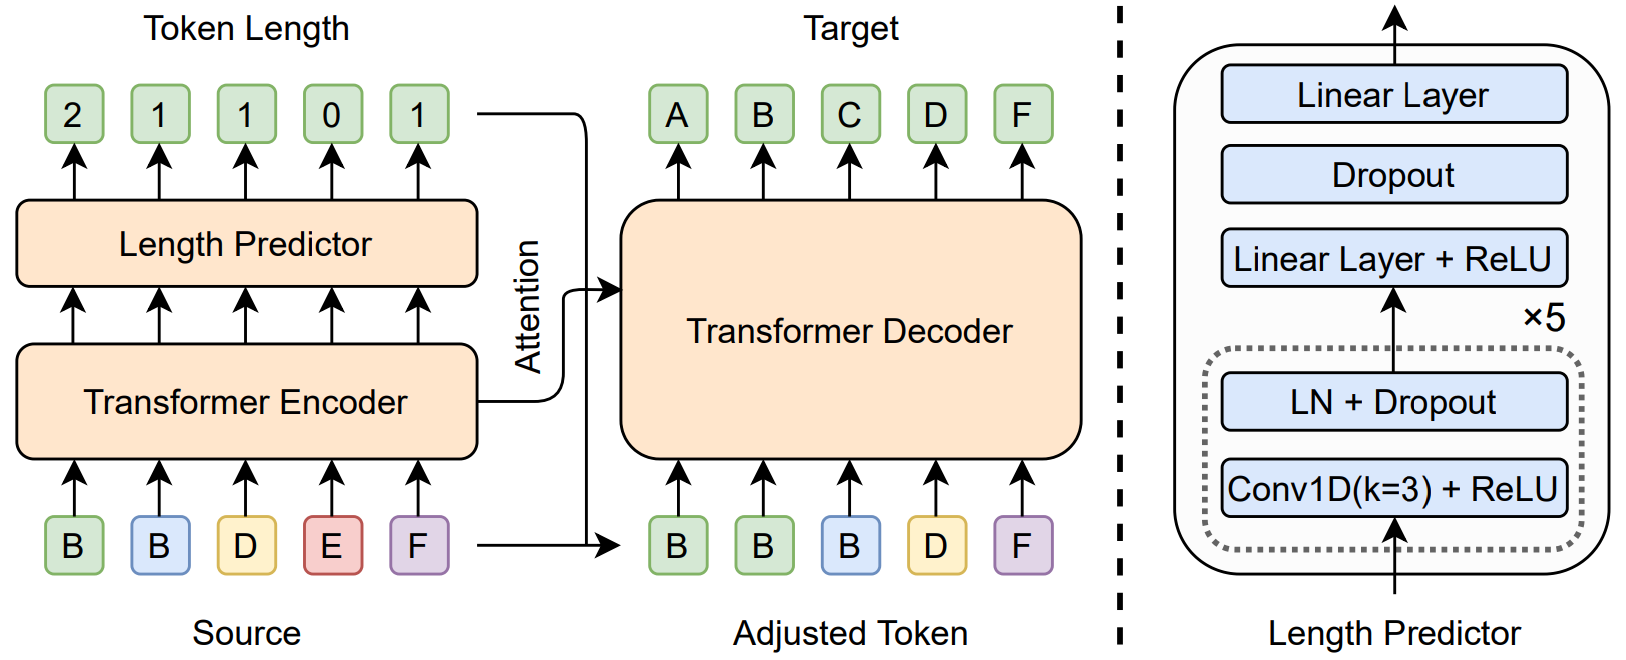 Token Length
2 1 1 0 1
Length Predictor
Transformer Encoder
B B D E F
Source
Attention
Target
A B C D F
Transformer Decoder
B B B D F
Adjusted Token
Linear Layer
Dropout
Linear Layer + ReLU
×5
LN + Dropout
Conv1D(k=3) + ReLU
Length Predictor